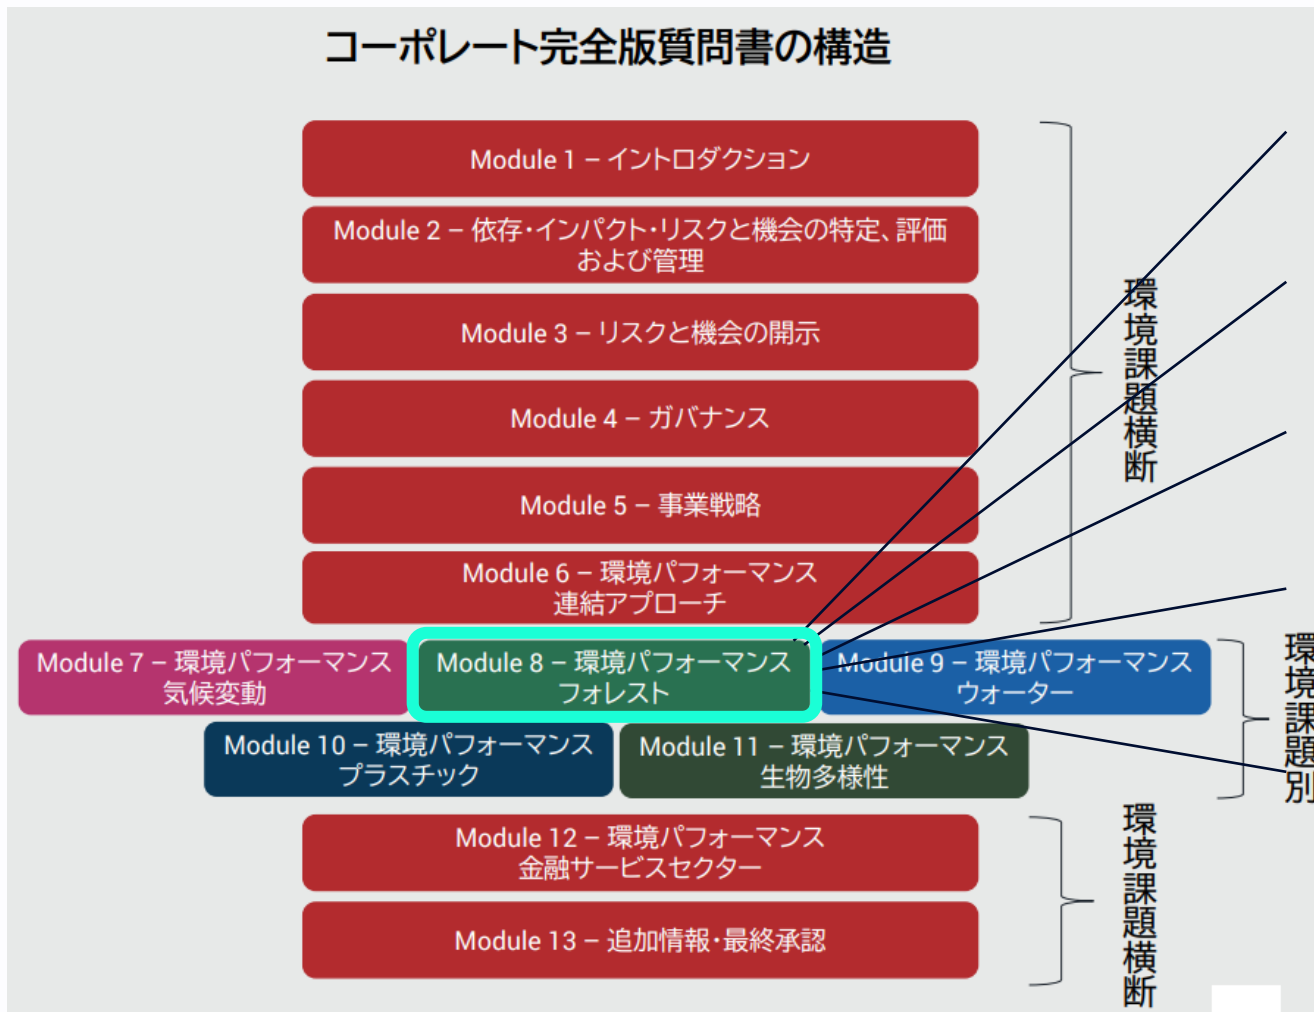 コーポレート完全版質問書の構造
Module 1 – イントロダクション
Module 2 – 依存・インパクト・リスクと機会の特定、評価
および管理
Module 3 – リスクと機会の開示
Module 4 – ガバナンス
Module 5 – 事業戦略
Module 6 – 環境パフォーマンス
連結アプローチ
環境課題横断
Module 7 – 環境パフォーマンス
気候変動
Module 8 – 環境パフォーマンス
フォレスト
Module 9 – 環境パフォーマンス
ウォーター
Module 10 – 環境パフォーマンス
プラスチック
Module 11 – 環境パフォーマンス
生物多様性
環境課題別
Module 12 – 環境パフォーマンス
金融サービスセクター
Module 13 – 追加情報・最終承認
環境課題横断